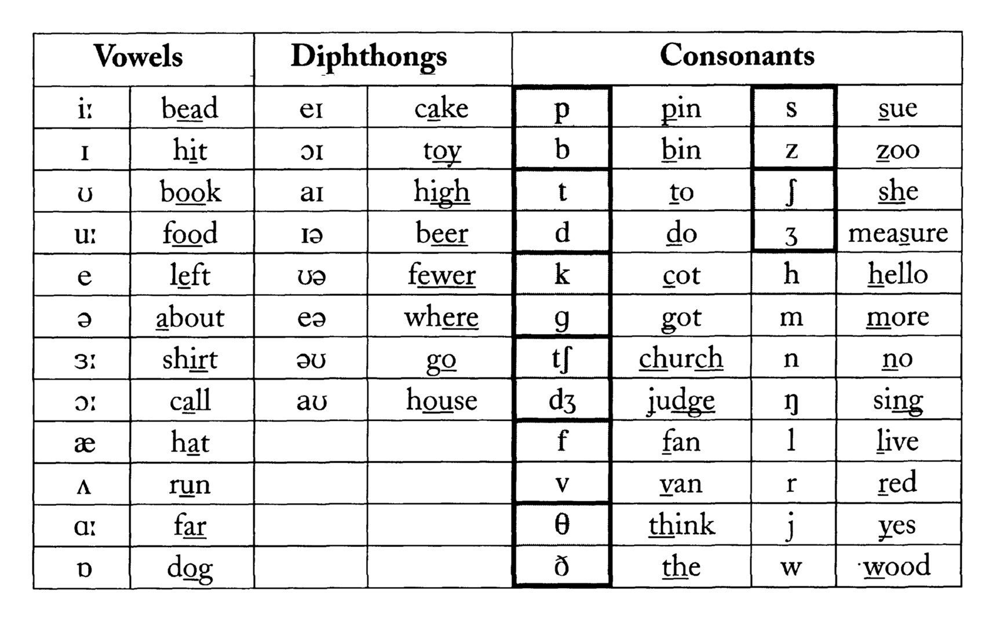 Vowels Diphthongs Consonants
iː bead eɪ cake p pin s sue
ɪ hit ɔɪ toy b bin z zoo
ʊ book aɪ high t to ʃ she
uː food ɪə beer d do ʒ measure
e left ʊə fewer k cot h hello
ə about eə where g got m more
ɜː shirt əʊ go tʃ church n no
ɔː call aʊ house dʒ judge ŋ sing
æ hat f fan l live
ʌ run v van r red
ɑː far θ think j yes
ɒ dog ð the w wood